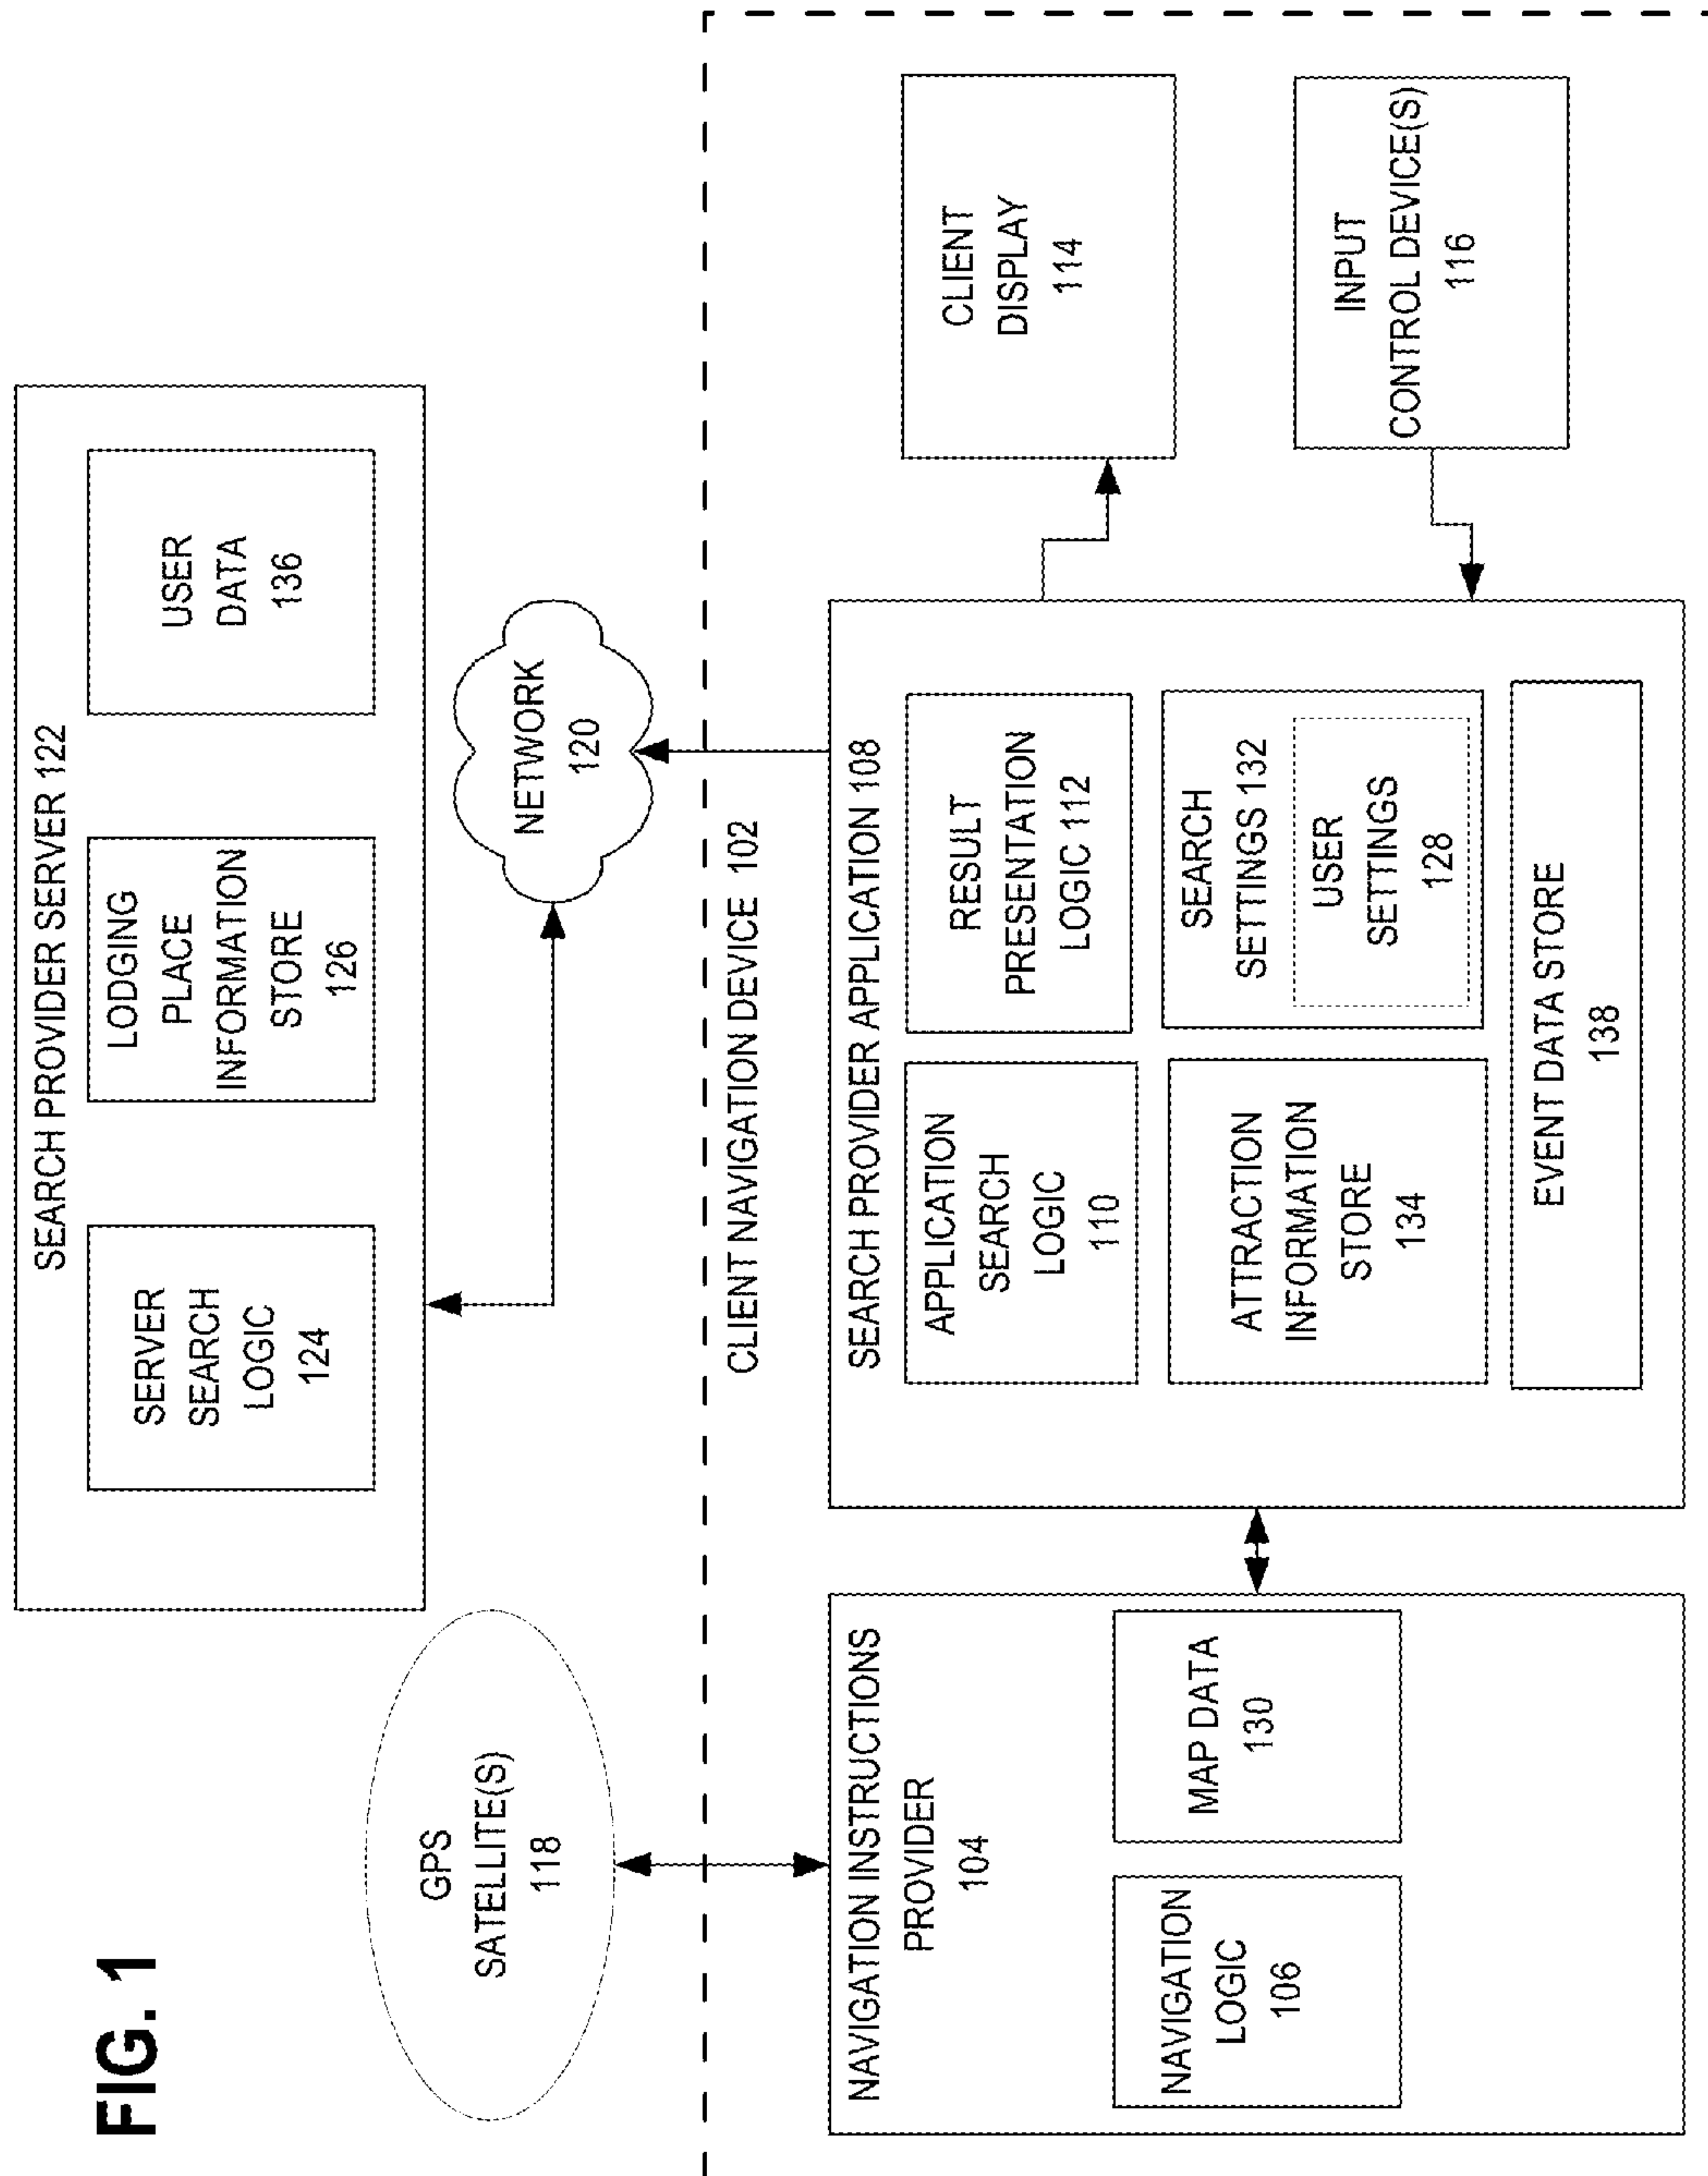 FIG. 1
SEARCH PROVIDER SERVER 122
SERVER
SEARCH
LOGIC
124
LODGING
PLACE
INFORMATION
STORE
126
USER
DATA
136
GPS
SATELLITE(S)
118
NETWORK
120
CLIENT NAVIGATION DEVICE 102
NAVIGATION INSTRUCTIONS
PROVIDER
104
NAVIGATION
LOGIC
106
MAP DATA
130
SEARCH PROVIDER APPLICATION 108
APPLICATION
SEARCH
LOGIC
110
RESULT
PRESENTATION
LOGIC 112
ATTRACTION
INFORMATION
STORE
134
SEARCH
SETTINGS 132
USER
SETTINGS
128
EVENT DATA STORE
138
CLIENT
DISPLAY
114
INPUT
CONTROL DEVICE(S)
116